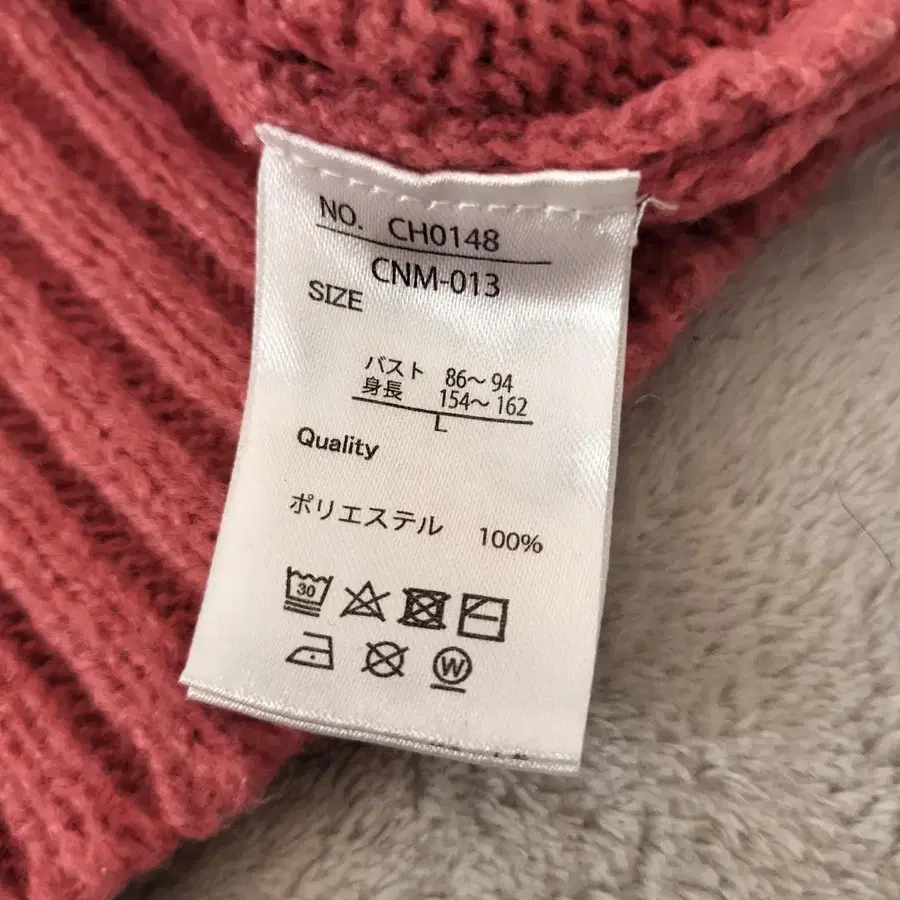 NO. CH0148
CNM-013
SIZE
バスト 86〜94
身長 154〜162
L
Quality
ポリエステル 100%
30
W